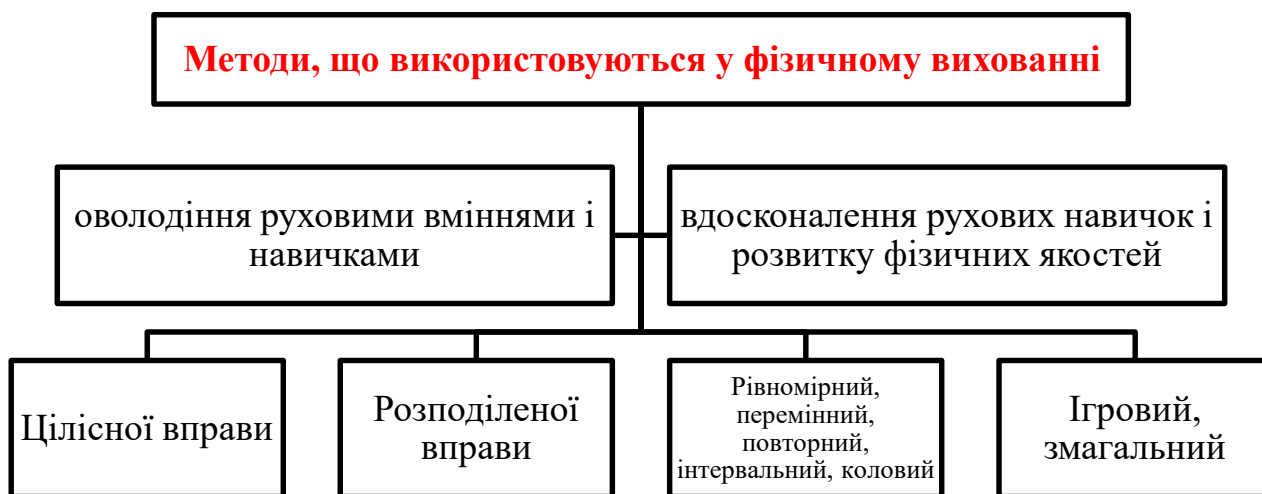 Методи, що використовуються у фізичному вихованні
оволодіння руховими вміннями і
навичками
вдосконалення рухових навичок і
розвитку фізичних якостей
Цілісної вправи
Розподіленої
вправи
Рівномірний,
перемінний,
повторний,
інтервальний, коловий
Ігровий,
змагальний